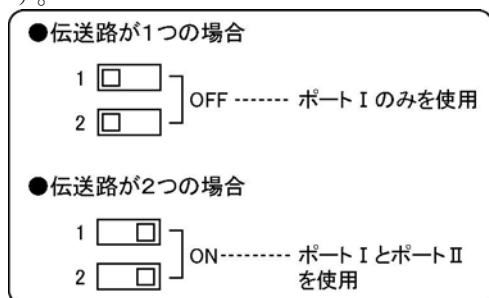 す。
●伝送路が1つの場合
1
OFF ------- ポートⅠのみを使用
2
●伝送路が2つの場合
1
ON--------- ポートⅠとポートⅡ
2 を使用